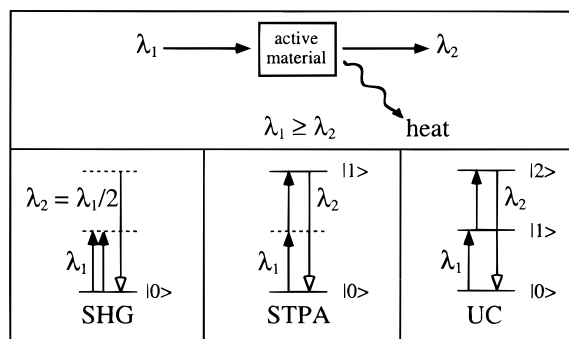 λ₁ active material λ₂
λ₁ ≥ λ₂ heat
λ₂ = λ₁/2
λ₁
|0>
SHG
|1>
λ₂
λ₁
|0>
STPA
|2>
λ₂
|1>
λ₁
|0>
UC